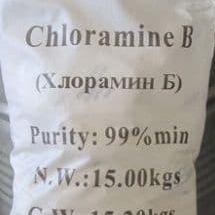 Chloramine B
(Хлорамин Б)
Purity: 99%min
N.W.:15.00kgs